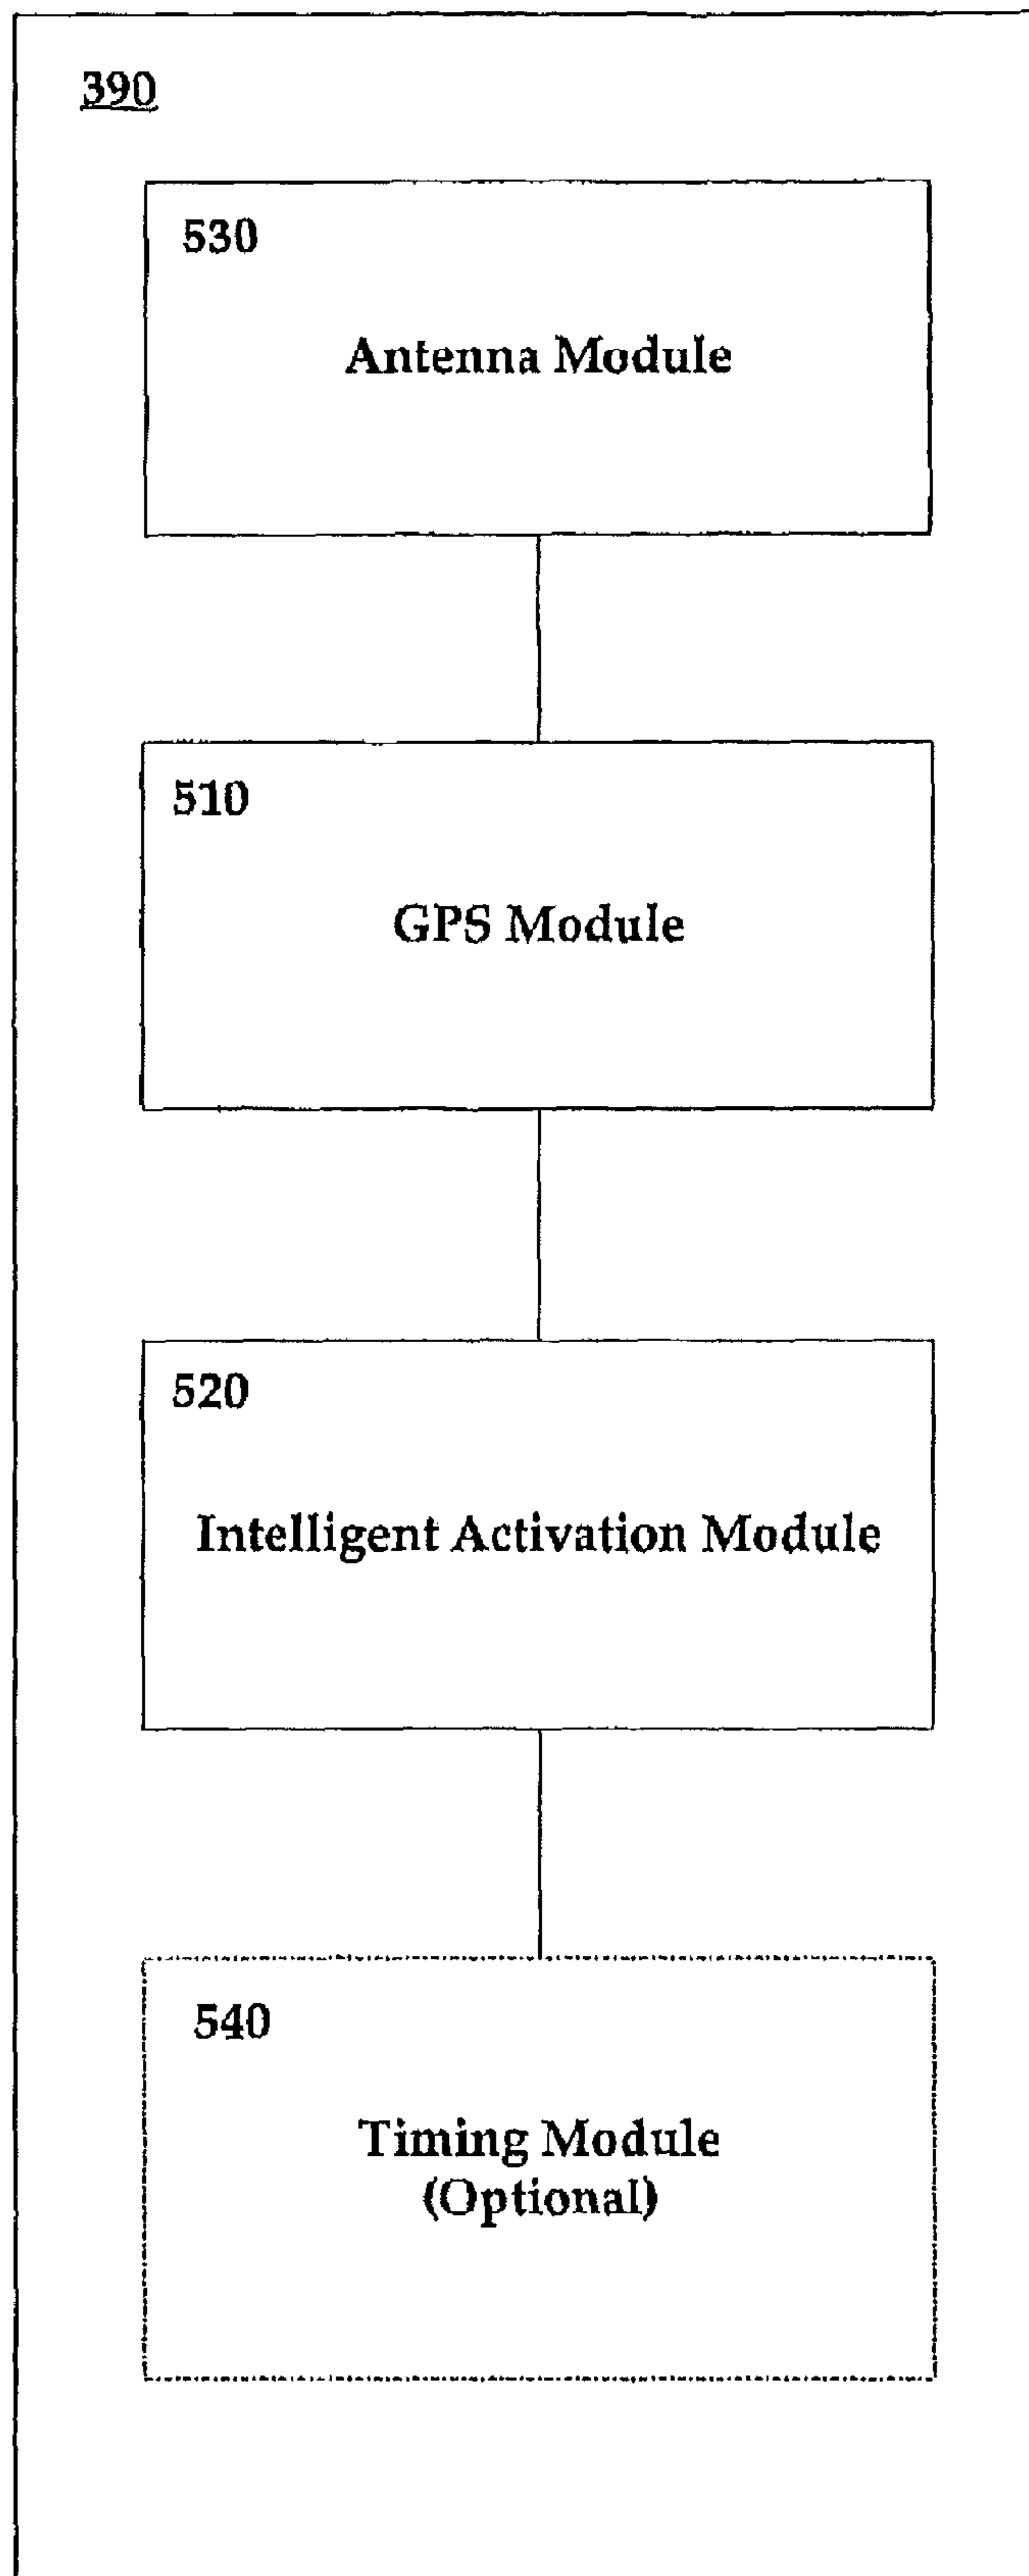 390
530
Antenna Module
510
GPS Module
520
Intelligent Activation Module
540
Timing Module
(Optional)